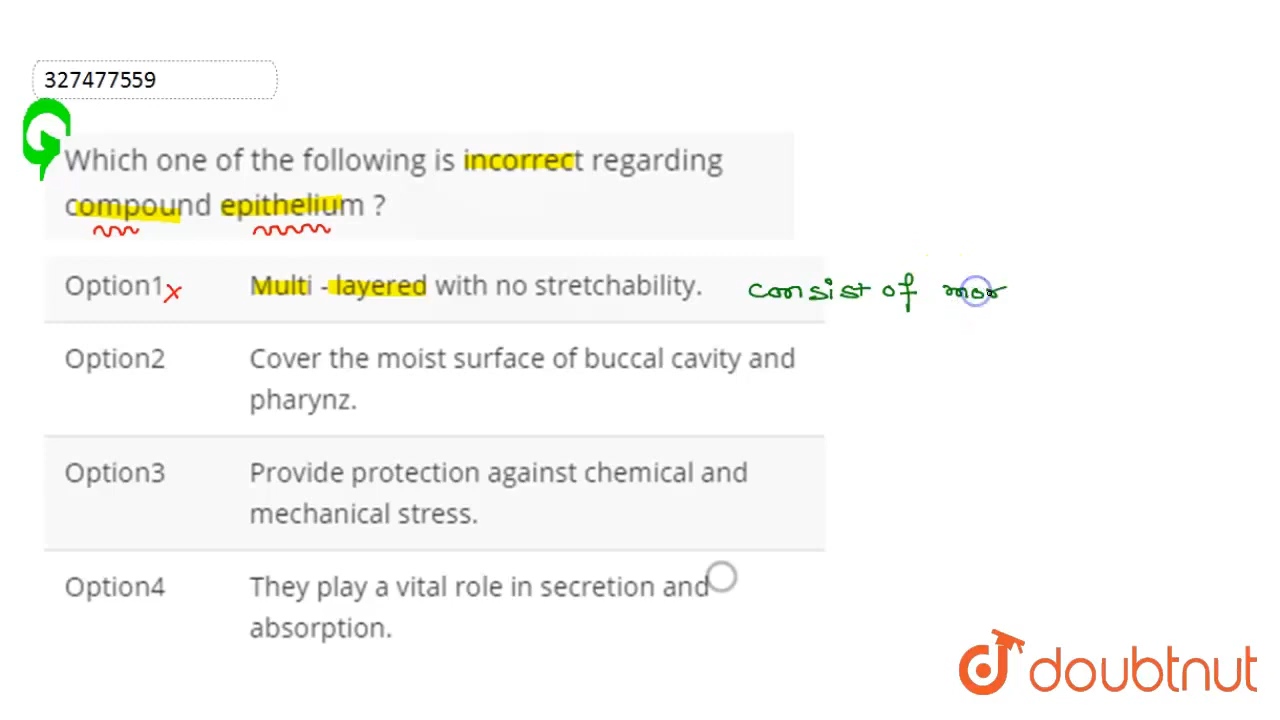 327477559
Which one of the following is incorrect regarding
compound epithelium ?
Option1x Multi - layered with no stretchability. consist of mor
Option2 Cover the moist surface of buccal cavity and
pharynz.
Option3 Provide protection against chemical and
mechanical stress.
Option4 They play a vital role in secretion and
absorption.
doubtnut